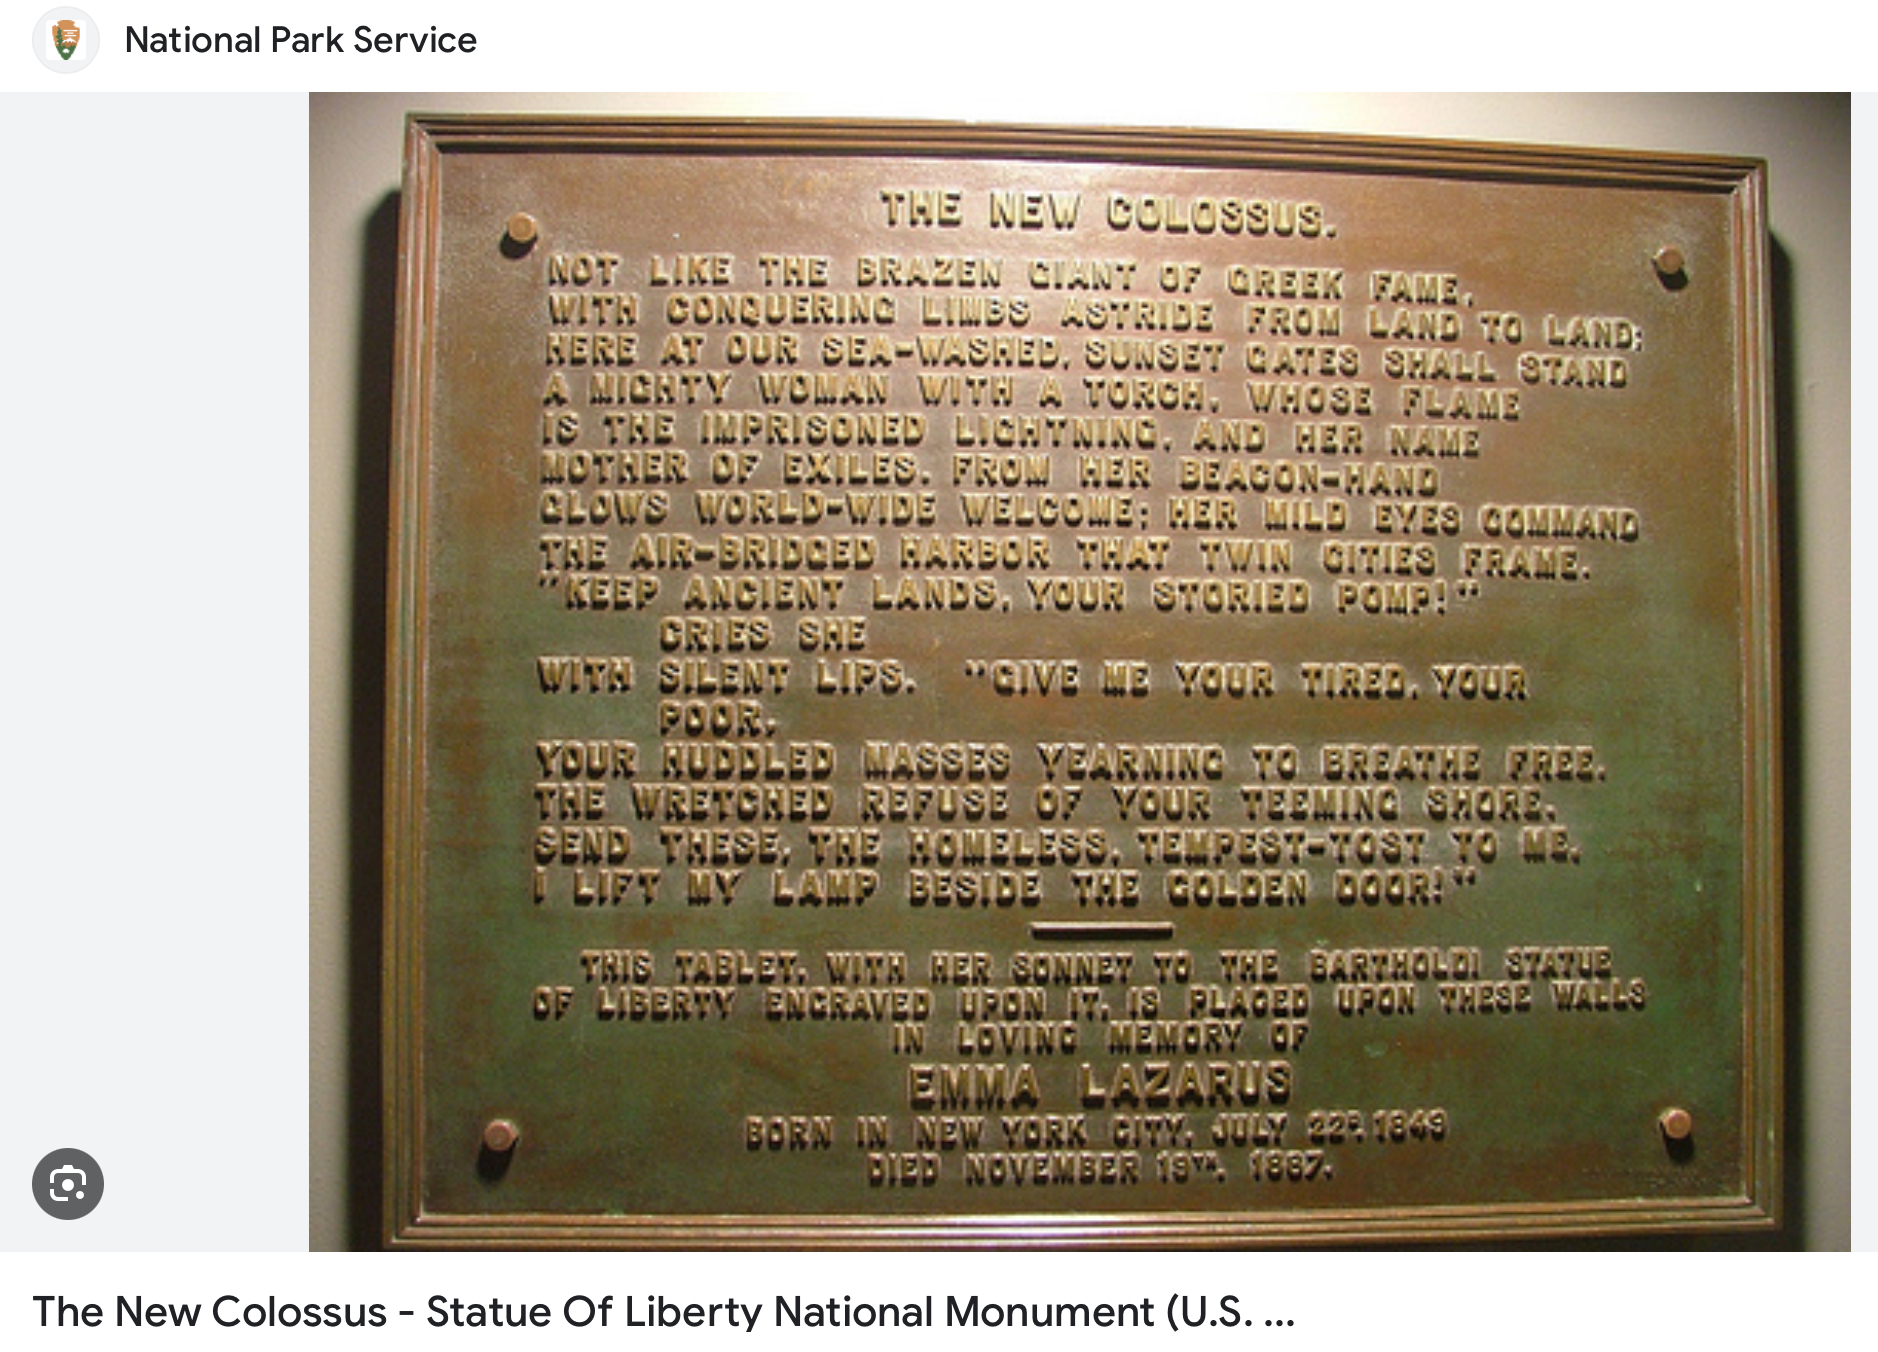 National Park Service
THE NEW COLOSSUS.
NOT LIKE THE BRAZEN GIANT OF GREEK FAME,
WITH CONQUERING LIMBS ASTRIDE FROM LAND TO LAND;
HERE AT OUR SEA-WASHED, SUNSET GATES SHALL STAND
A MIGHTY WOMAN WITH A TORCH, WHOSE FLAME
IS THE IMPRISONED LIGHTNING, AND HER NAME
MOTHER OF EXILES. FROM HER BEACON-HAND
GLOWS WORLD-WIDE WELCOME; HER MILD EYES COMMAND
THE AIR-BRIDGED HARBOR THAT TWIN CITIES FRAME.
"KEEP ANCIENT LANDS, YOUR STORIED POMP!"
CRIES SHE
WITH SILENT LIPS. "GIVE ME YOUR TIRED, YOUR
POOR,
YOUR HUDDLED MASSES YEARNING TO BREATHE FREE,
THE WRETCHED REFUSE OF YOUR TEEMING SHORE,
SEND THESE, THE HOMELESS, TEMPEST-TOST TO ME,
I LIFT MY LAMP BESIDE THE GOLDEN DOOR!"
THIS TABLET, WITH HER SONNET TO THE BARTHOLDI STATUE
OF LIBERTY ENGRAVED UPON IT, IS PLACED UPON THESE WALLS
IN LOVING MEMORY OF
EMMA LAZARUS
BORN IN NEW YORK CITY, JULY 22D, 1849
DIED NOVEMBER 19TH, 1887.
The New Colossus - Statue Of Liberty National Monument (U.S. ...